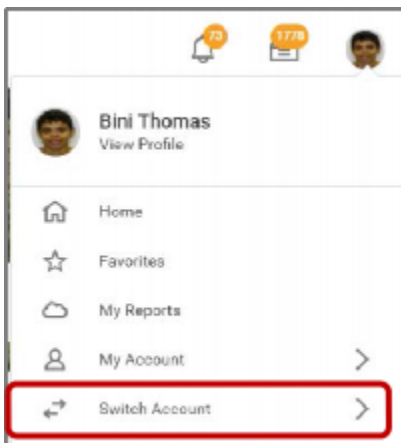 73 1778
Bini Thomas
View Profile
Home
Favorites
My Reports
My Account
Switch Account